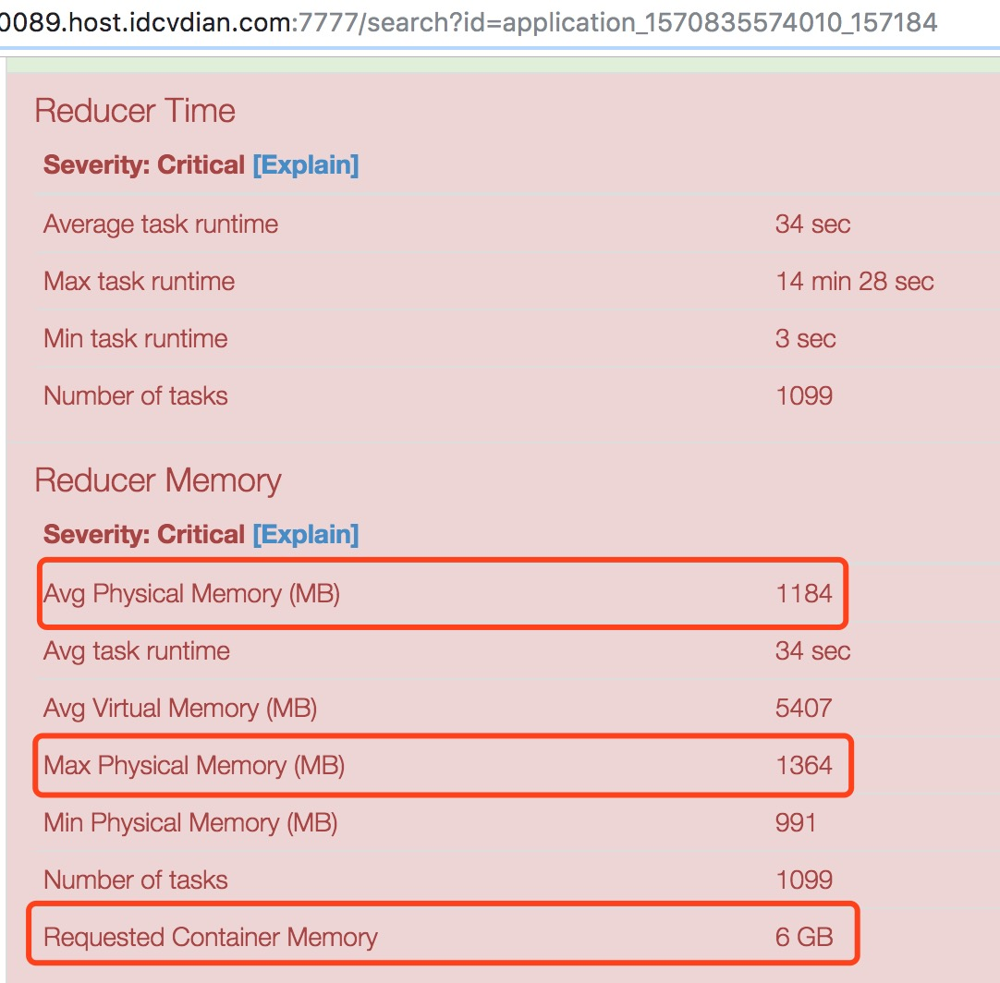 0089.host.idcvdian.com:7777/search?id=application_1570835574010_157184
Reducer Time
Severity: Critical [Explain]
Average task runtime 34 sec
Max task runtime 14 min 28 sec
Min task runtime 3 sec
Number of tasks 1099
Reducer Memory
Severity: Critical [Explain]
Avg Physical Memory (MB) 1184
Avg task runtime 34 sec
Avg Virtual Memory (MB) 5407
Max Physical Memory (MB) 1364
Min Physical Memory (MB) 991
Number of tasks 1099
Requested Container Memory 6 GB